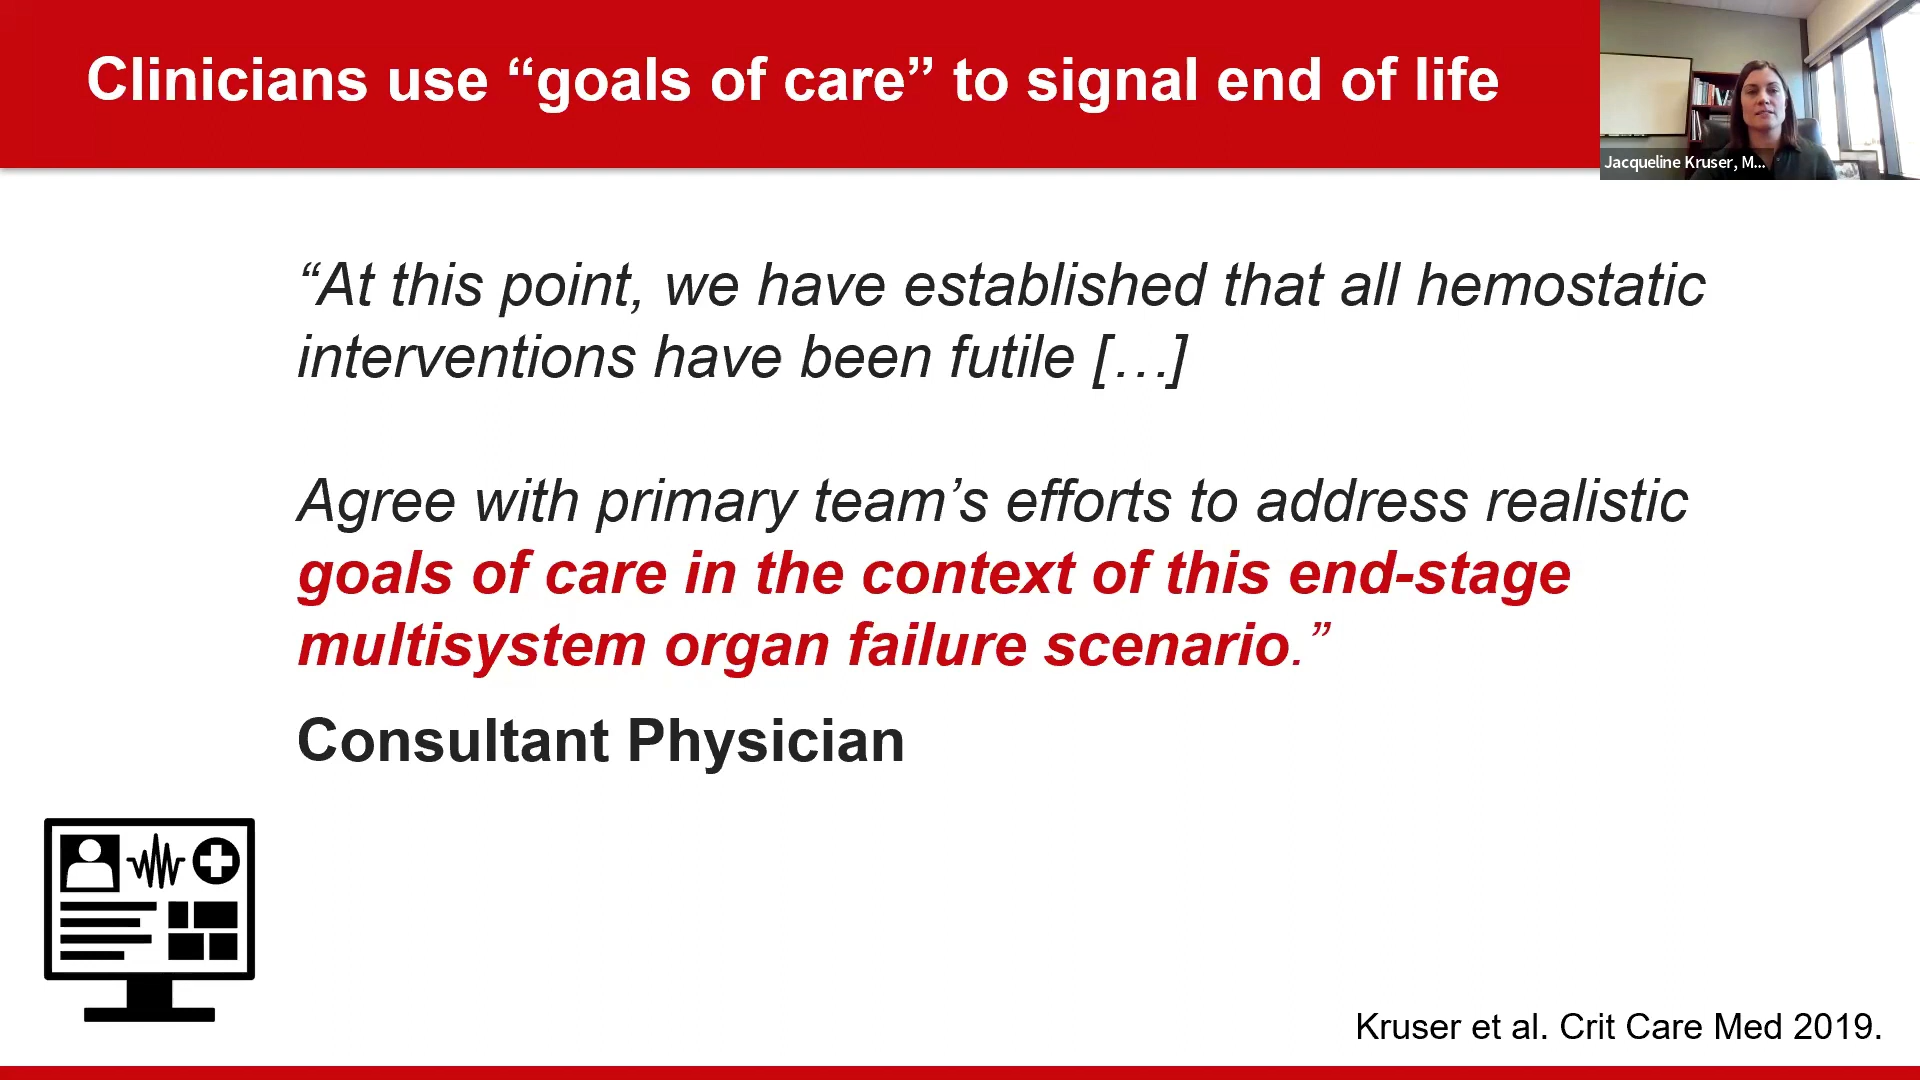 Clinicians use “goals of care” to signal end of life
Jacqueline Kruser, M...
“At this point, we have established that all hemostatic
interventions have been futile […]
Agree with primary team’s efforts to address realistic
goals of care in the context of this end-stage
multisystem organ failure scenario.”
Consultant Physician
Kruser et al. Crit Care Med 2019.